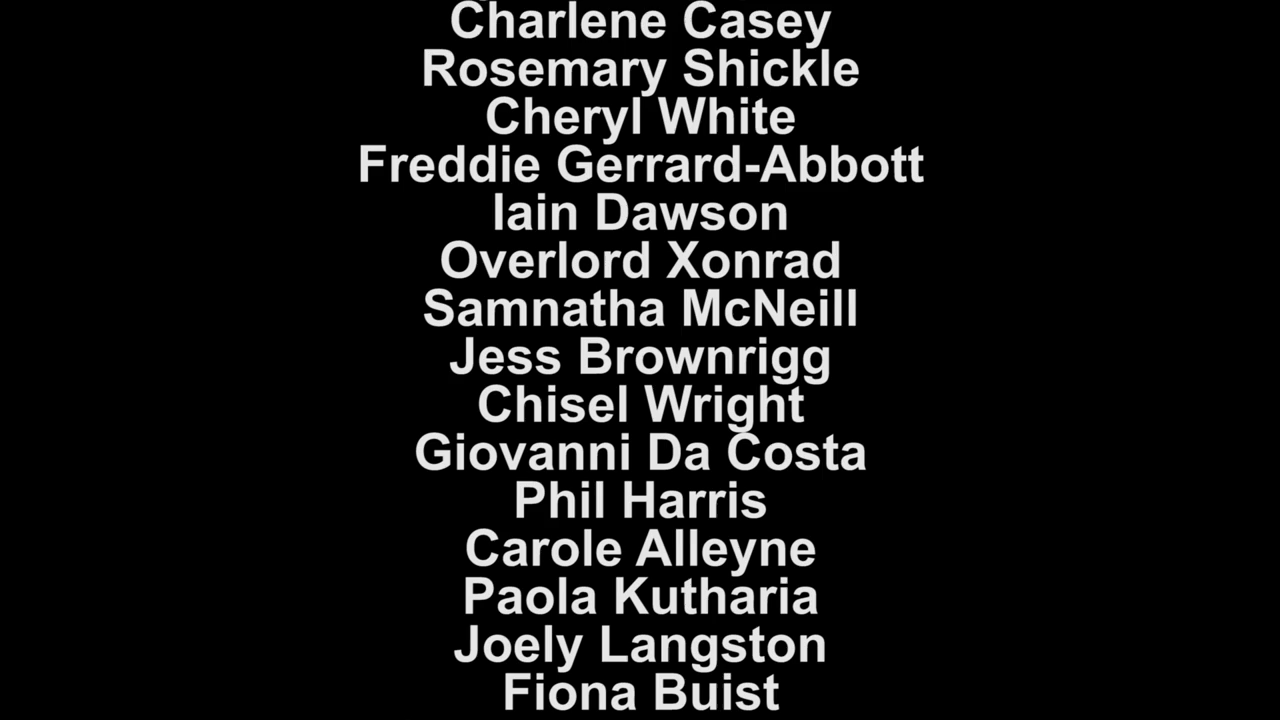 Charlene Casey
Rosemary Shickle
Cheryl White
Freddie Gerrard-Abbott
Iain Dawson
Overlord Xonrad
Samnatha McNeill
Jess Brownrigg
Chisel Wright
Giovanni Da Costa
Phil Harris
Carole Alleyne
Paola Kutharia
Joely Langston
Fiona Buist